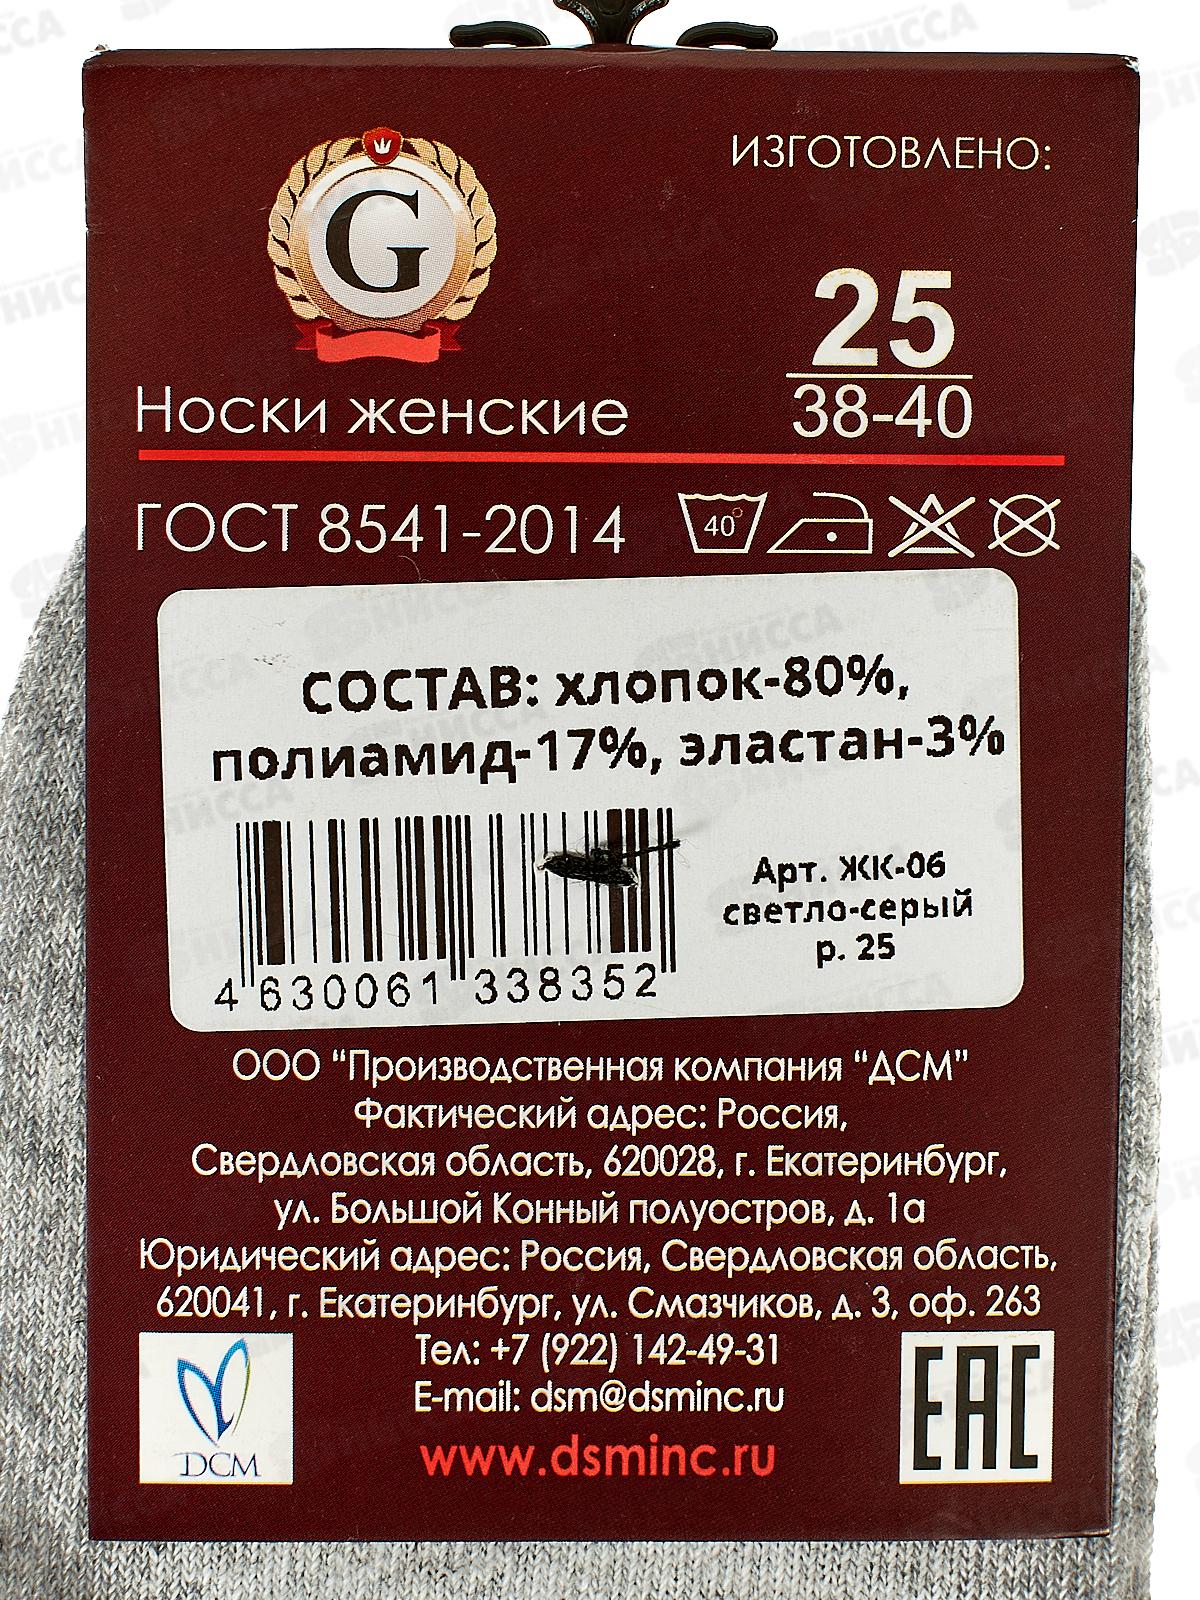 ИЗГОТОВЛЕНО:
G
25
38-40
Носки женские
ГОСТ 8541-2014
40°
СОСТАВ: хлопок-80%,
полиамид-17%, эластан-3%
Арт. ЖК-06
светло-серый
р. 25
4 630061 338352
ООО "Производственная компания "ДСМ"
Фактический адрес: Россия,
Свердловская область, 620028, г. Екатеринбург,
ул. Большой Конный полуостров, д. 1а
Юридический адрес: Россия, Свердловская область,
620041, г. Екатеринбург, ул. Смазчиков, д. 3, оф. 263
Тел: +7 (922) 142-49-31
E-mail: dsm@dsminc.ru
www.dsminc.ru
ДСМ
EAC